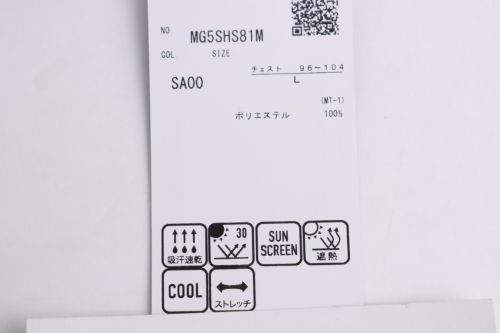 NO MG5SHS81M
COL. SIZE
チェスト 96〜104
SA00 L
(MT-1)
ポリエステル 100%
吸汗速乾
30
SUN SCREEN
遮熱
COOL
ストレッチ